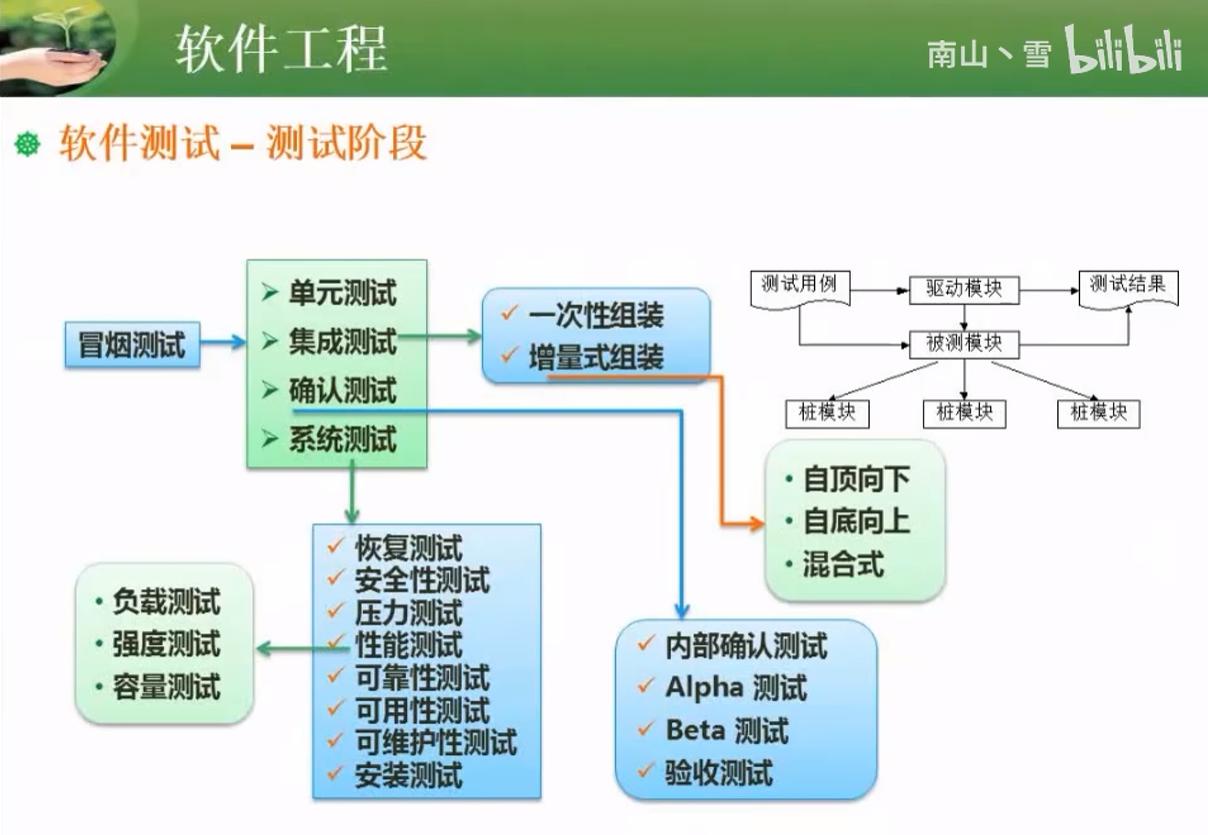 软件工程
南山丶雪 bilibili
软件测试 – 测试阶段
冒烟测试
单元测试
集成测试
确认测试
系统测试
一次性组装
增量式组装
测试用例
驱动模块
测试结果
被测模块
桩模块
桩模块
桩模块
自顶向下
自底向上
混合式
恢复测试
安全性测试
压力测试
性能测试
可靠性测试
可用性测试
可维护性测试
安装测试
负载测试
强度测试
容量测试
内部确认测试
Alpha 测试
Beta 测试
验收测试